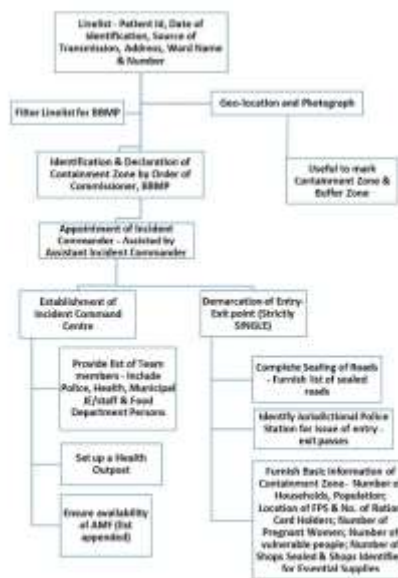 Linelist - Patient Id, Date of
Identification, Source of
Transmission, Address, Ward Name
& Number
Filter Linelist for BBMP
Geo-location and Photograph
Identification & Declaration of
Containment Zone by Order of
Commissioner, BBMP
Useful to mark
Containment Zone &
Buffer Zone
Appointment of Incident
Commander - Assisted by
Assistant Incident Commander
Establishment of
Incident Command
Centre
Demarcation of Entry-
Exit point (Strictly
SINGLE)
Provide list of Team
members - Include
Police, Health, Municipal
JE/staff & Food
Department Persons
Set up a Health
Outpost
Ensure availability
of AMF (list
appended)
Complete Sealing of Roads
- Furnish list of sealed
roads
Identify Jurisdictional Police
Station for Issue of entry -
exit passes
Furnish Basic Information of
Containment Zone - Number of
Households, Population;
Location of FPS & No. of Ration
Card Holders; Number of
Pregnant Women; Number of
vulnerable people; Number of
Shops Sealed & Shops Identified
for Essential Supplies